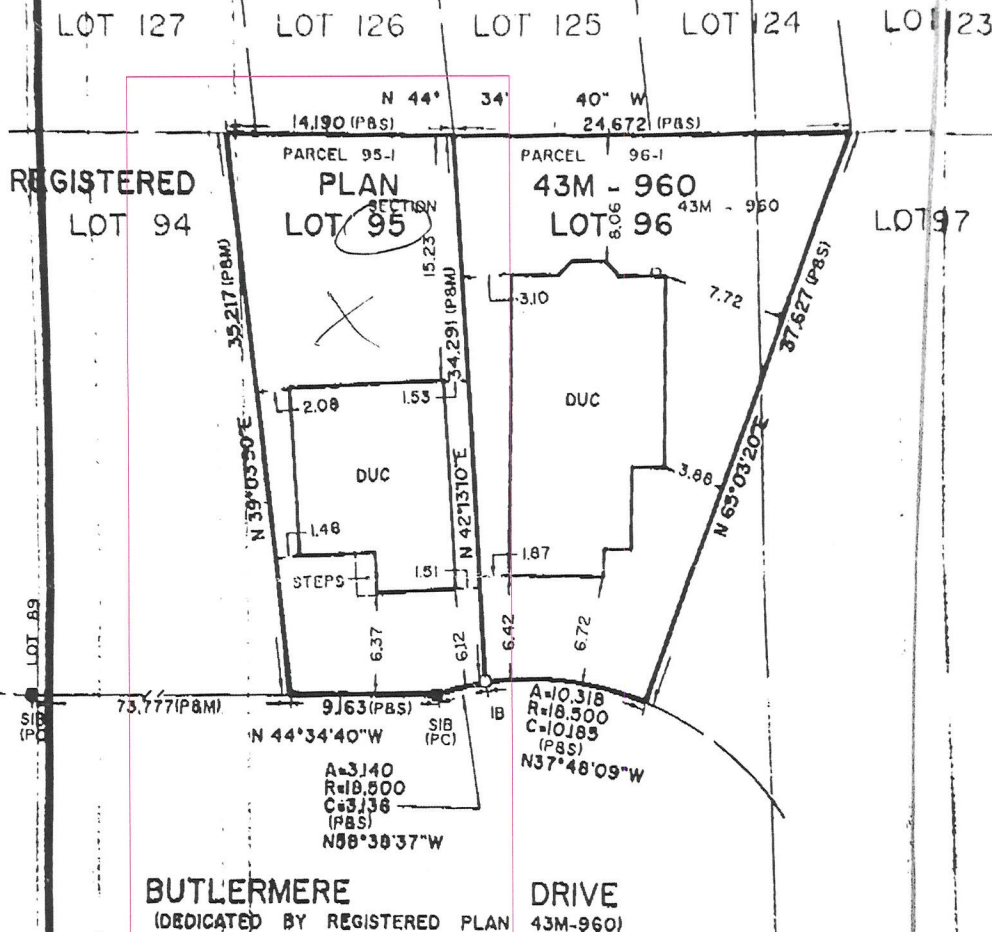 LOT 127
LOT 126
LOT 125
LOT 124
LOT 123
N 44° 34' 40" W
14.190 (P&S)
24.672 (P&S)
PARCEL 95-1
PARCEL 96-1
REGISTERED PLAN 43M - 960
SECTION
43M - 960
LOT 94
LOT 95
LOT 96
LOT 97
8.06
15.23
35.217 (P&M)
34.291 (P&M)
37.627 (P&S)
3.10
7.72
2.08
1.53
DUC
DUC
3.88
N 39°03'50"E
N 42°13'10"E
N 63°03'20"E
1.48
1.87
1.51
STEPS
6.37
6.12
6.42
6.72
LOT 89
SIB
(PC)
73.777 (P&M)
9.163 (P&S)
SIB
(PC)
IB
N 44°34'40"W
A=10.318
R=18.500
C=10.185
(P&S)
N37°48'09"W
A=3.140
R=18.500
C=3.136
(P&S)
N58°38'37"W
BUTLERMERE DRIVE
(DEDICATED BY REGISTERED PLAN 43M-960)